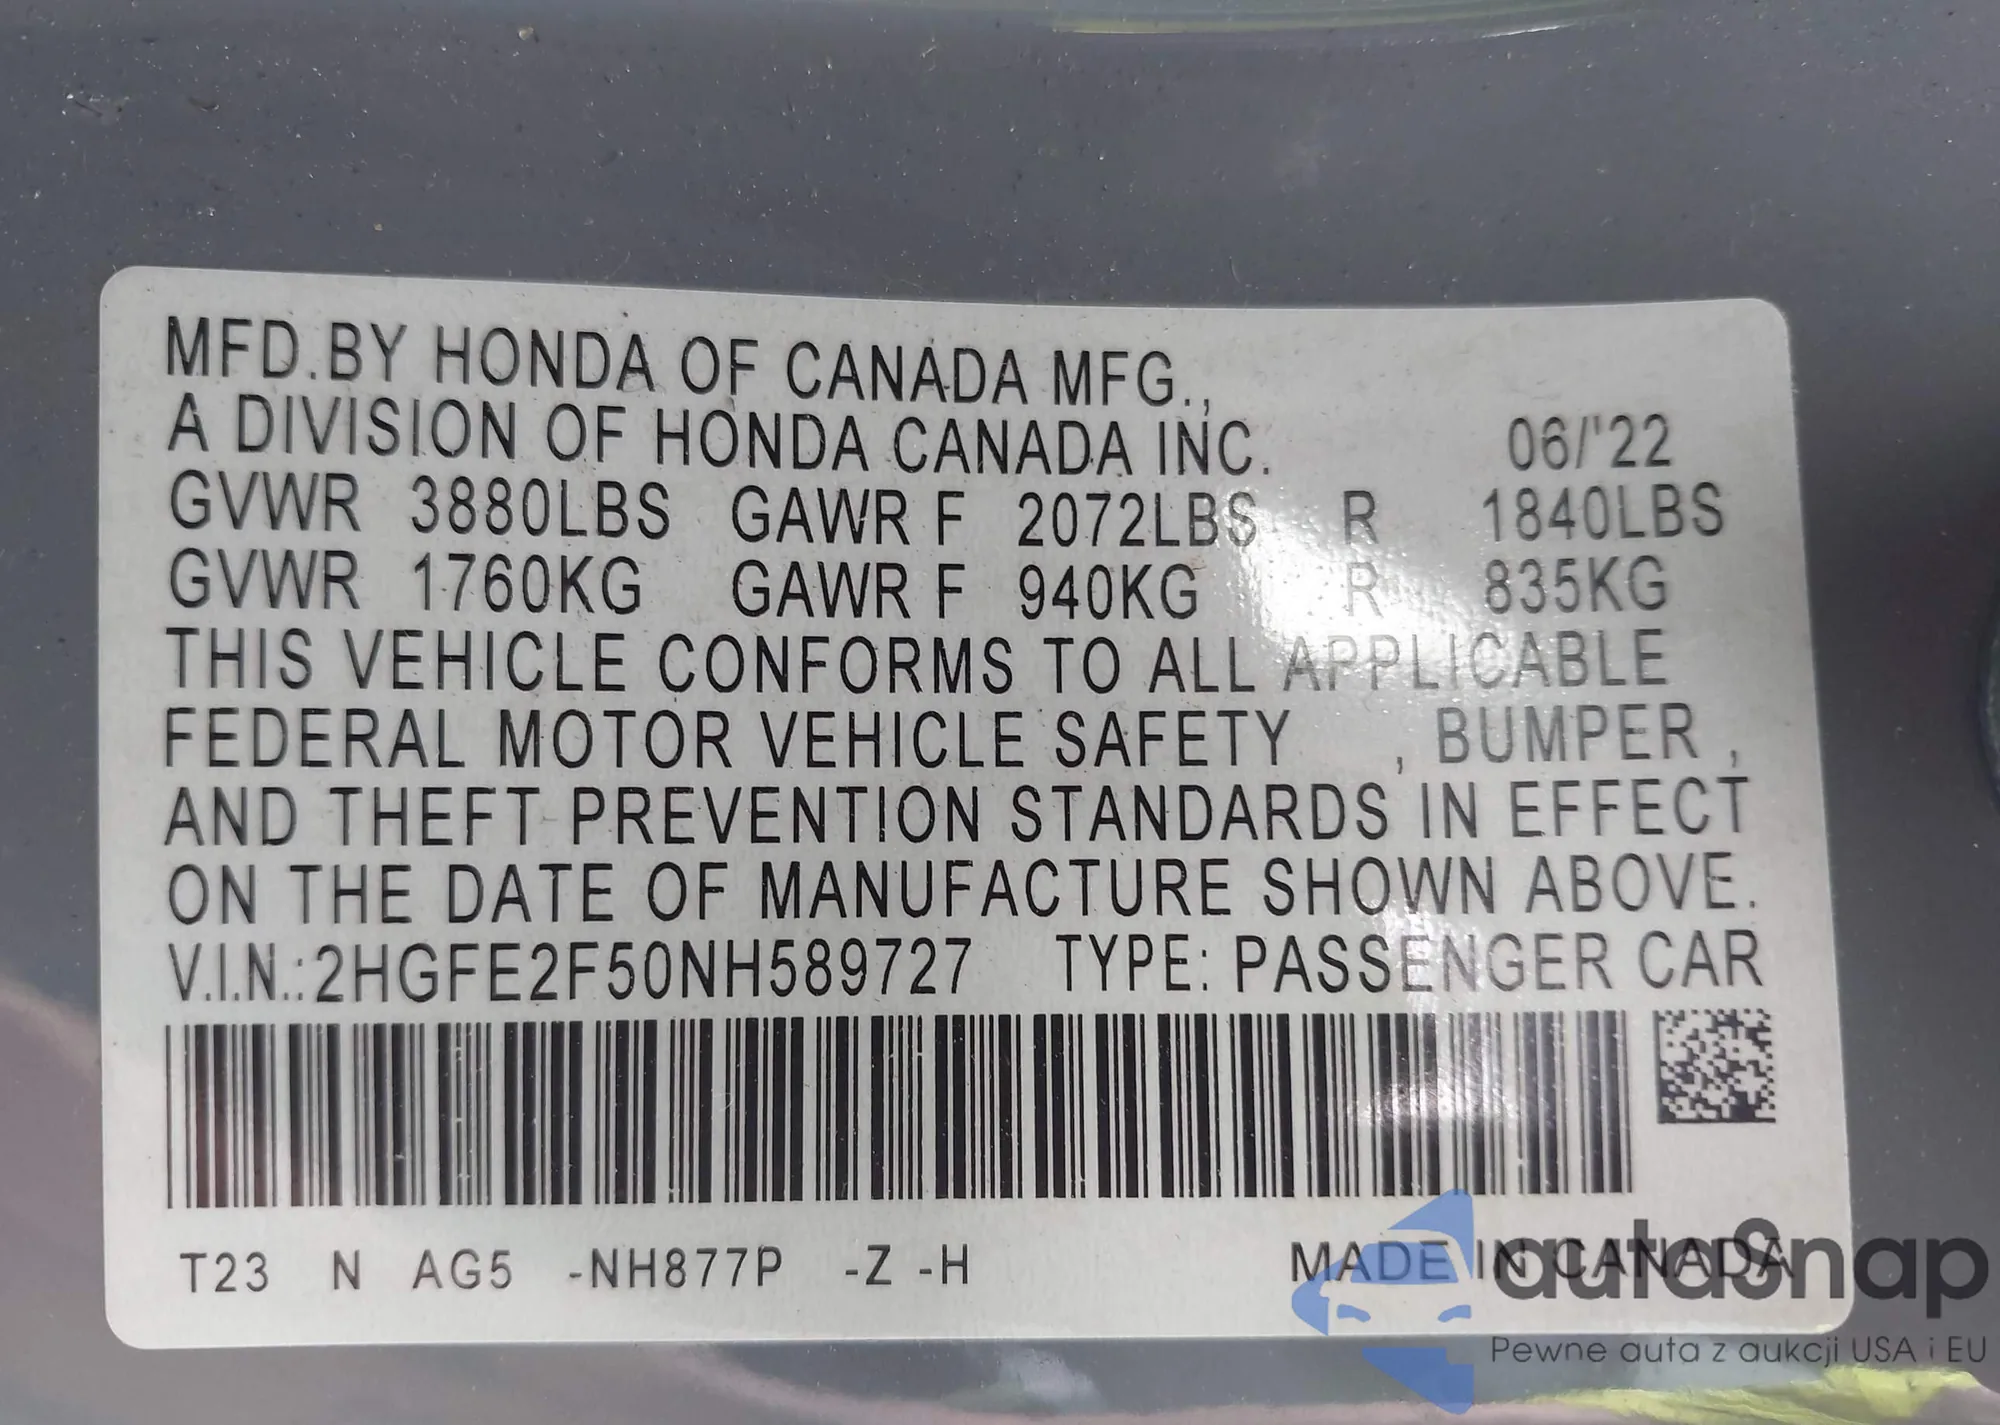 MFD.BY HONDA OF CANADA MFG.,
A DIVISION OF HONDA CANADA INC. 06/'22
GVWR 3880LBS GAWR F 2072LBS R 1840LBS
GVWR 1760KG GAWR F 940KG R 835KG
THIS VEHICLE CONFORMS TO ALL APPLICABLE
FEDERAL MOTOR VEHICLE SAFETY , BUMPER ,
AND THEFT PREVENTION STANDARDS IN EFFECT
ON THE DATE OF MANUFACTURE SHOWN ABOVE.
V.I.N.:2HGFE2F50NH589727 TYPE: PASSENGER CAR
T23 N AG5 -NH877P -Z -H MADE IN CANADA
autoSnap
Pewne auta z aukcji USA i EU